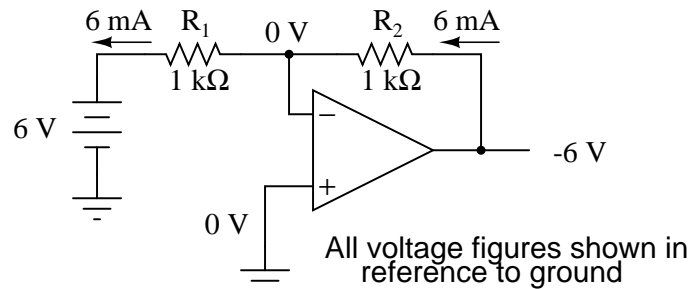 6 mA R₁ 0 V R₂ 6 mA
1 kΩ 1 kΩ
6 V
−
-6 V
+
0 V
All voltage figures shown in
reference to ground